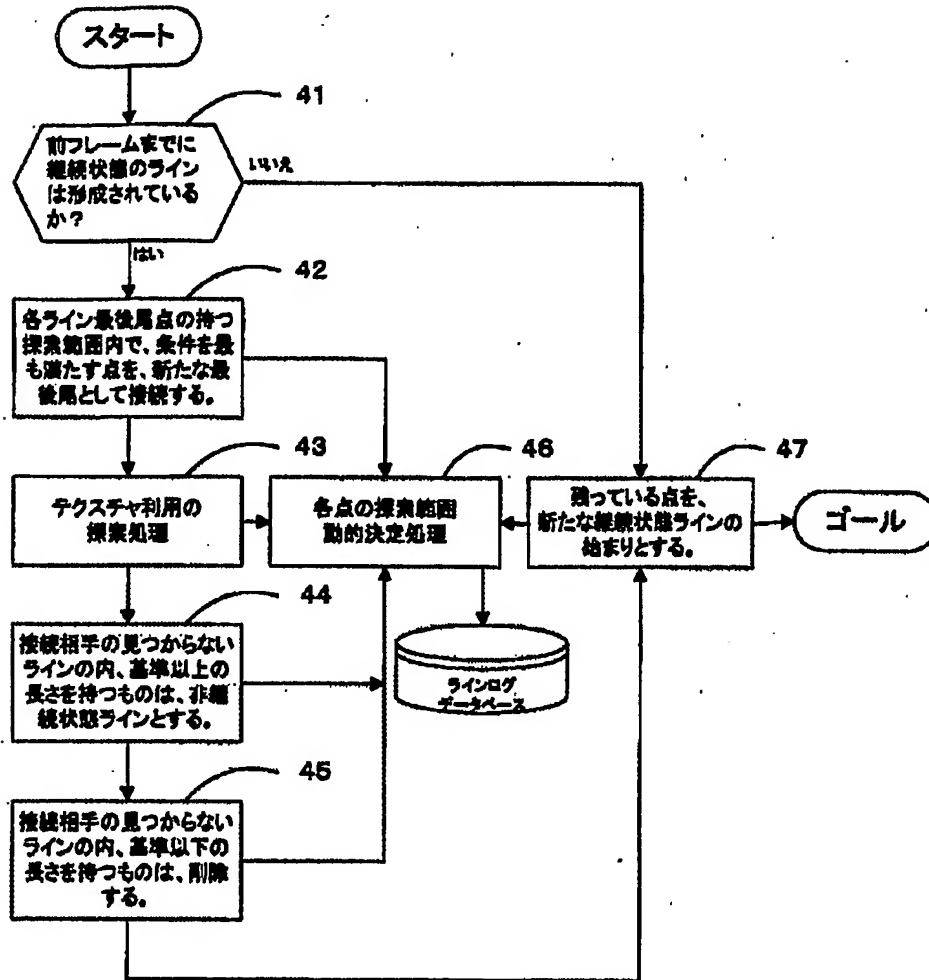 スタート
41
前フレームまでに
継続状態のライン
は形成されている
か？
いいえ
はい
42
各ライン最後尾点の持つ
探索範囲内で、条件を最
も満たす点を、新たな最
後尾として接続する。
43
テクスチャ利用の
探索処理
46
各点の探索範囲
動的決定処理
47
残っている点を、
新たな継続状態ラインの
始まりとする。
ゴール
44
接続相手の見つからない
ラインの内、基準以上の
長さを持つものは、非継
続状態ラインとする。
ラインログ
データベース
45
接続相手の見つからない
ラインの内、基準以下の
長さを持つものは、削除
する。